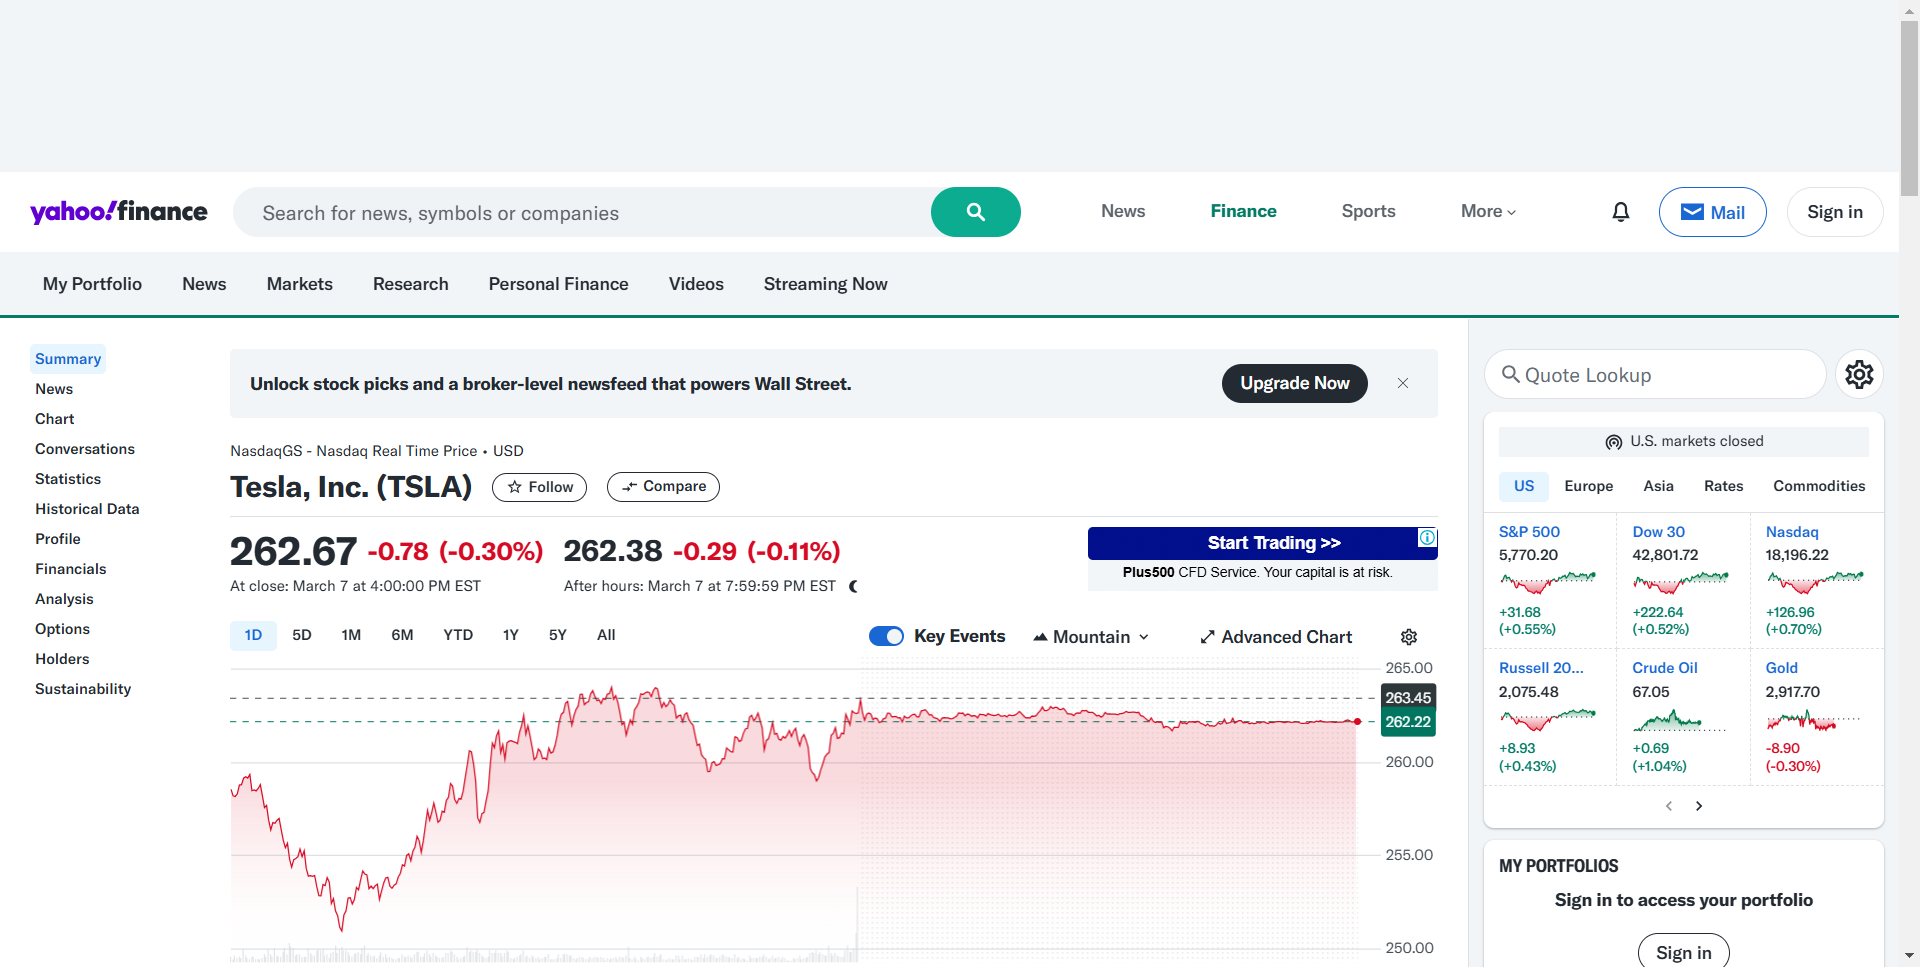 yahoo!finance
Search for news, symbols or companies
News Finance Sports More
Mail
Sign in
My Portfolio News Markets Research Personal Finance Videos Streaming Now
Summary
News
Chart
Conversations
Statistics
Historical Data
Profile
Financials
Analysis
Options
Holders
Sustainability
Unlock stock picks and a broker-level newsfeed that powers Wall Street.
Upgrade Now
NasdaqGS - Nasdaq Real Time Price • USD
Tesla, Inc. (TSLA)
Follow
Compare
262.67 -0.78 (-0.30%) 262.38 -0.29 (-0.11%)
At close: March 7 at 4:00:00 PM EST After hours: March 7 at 7:59:59 PM EST
Start Trading >>
Plus500 CFD Service. Your capital is at risk.
1D 5D 1M 6M YTD 1Y 5Y All
Key Events Mountain Advanced Chart
265.00
263.45
262.22
260.00
255.00
250.00
Quote Lookup
U.S. markets closed
US Europe Asia Rates Commodities
S&P 500 Dow 30 Nasdaq
5,770.20 42,801.72 18,196.22
+31.68 +222.64 +126.96
(+0.55%) (+0.52%) (+0.70%)
Russell 20... Crude Oil Gold
2,075.48 67.05 2,917.70
+8.93 +0.69 -8.90
(+0.43%) (+1.04%) (-0.30%)
MY PORTFOLIOS
Sign in to access your portfolio
Sign in